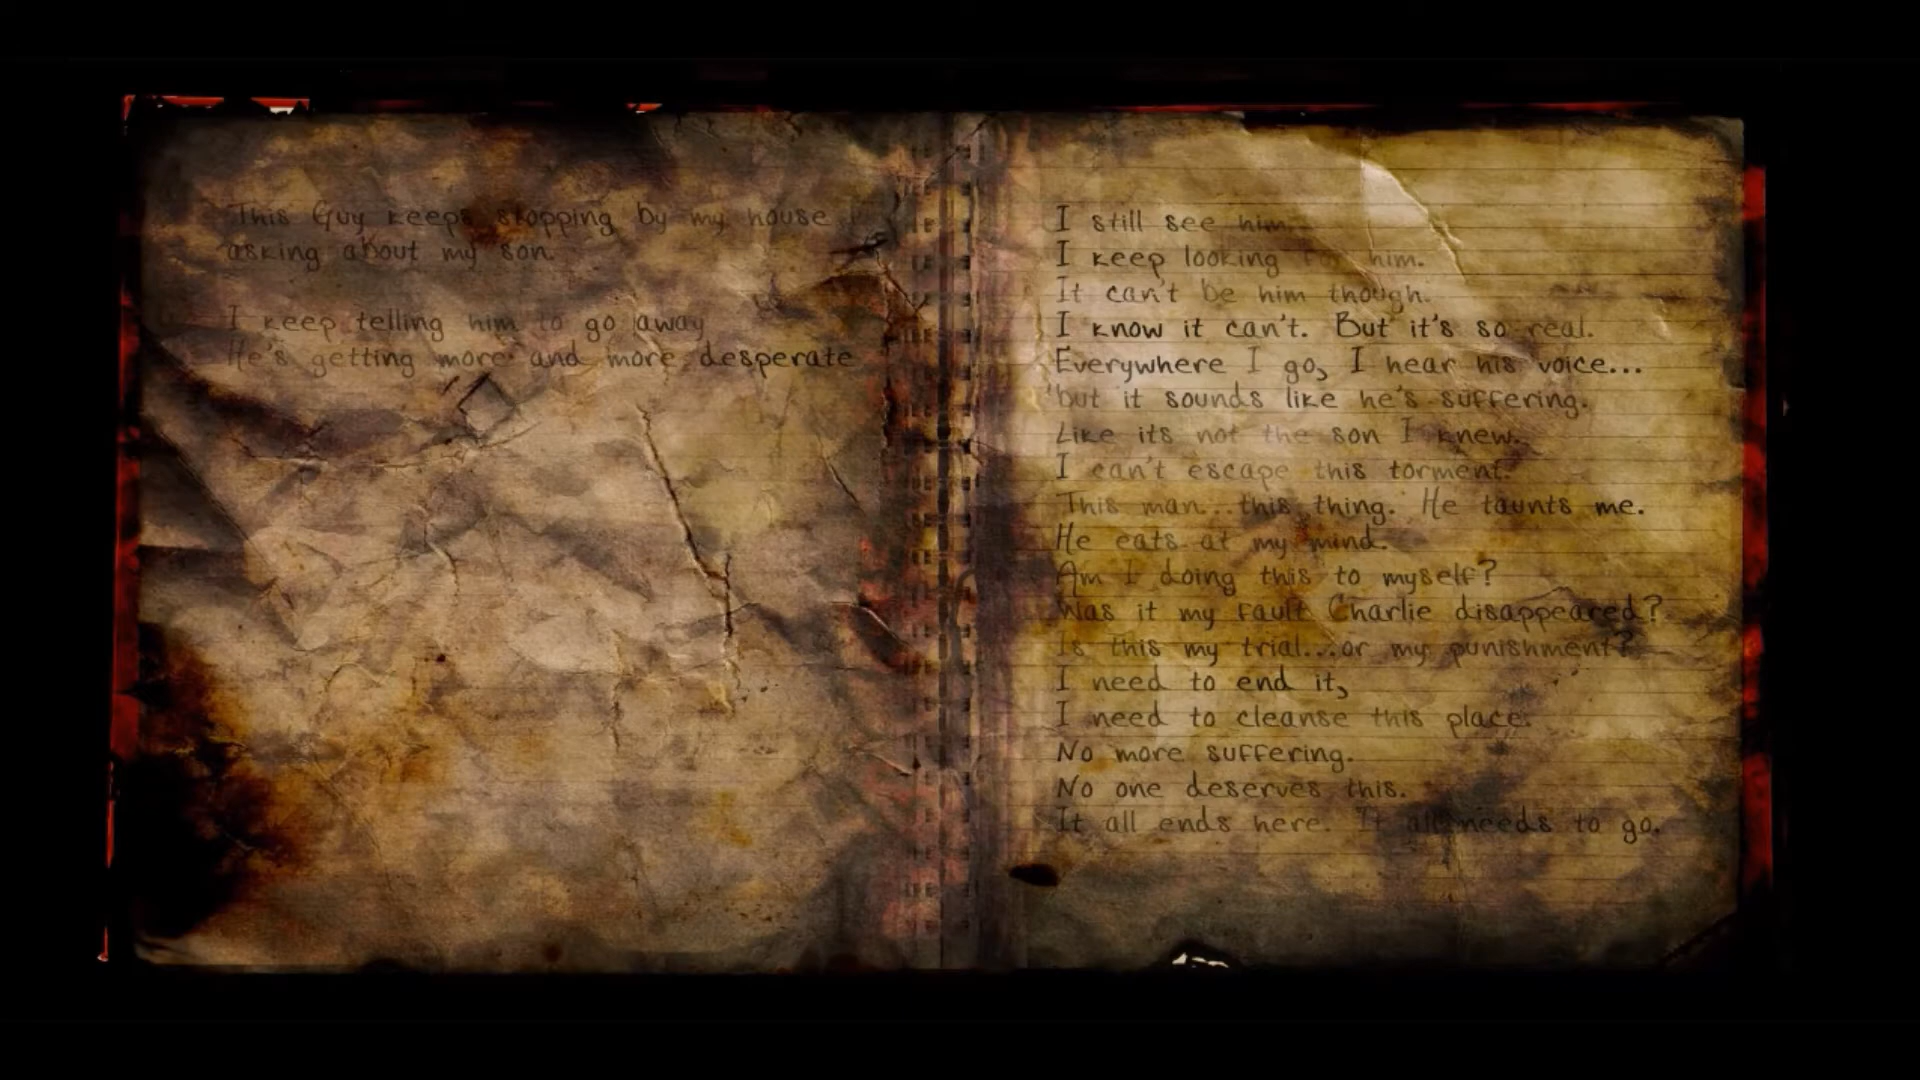 This Guy keeps stopping by my house
asking about my son.
I keep telling him to go away
He's getting more and more desperate
I still see him.
I keep looking for him.
It can't be him though.
I know it can't. But it's so real.
Everywhere I go, I hear his voice...
but it sounds like he's suffering.
Like its not the son I knew.
I can't escape this torment.
This man...this thing. He taunts me.
He eats at my mind.
Am I doing this to myself?
Was it my fault Charlie disappeared?
Is this my trial...or my punishment?
I need to end it,
I need to cleanse this place.
No more suffering.
No one deserves this.
It all ends here. It all needs to go.